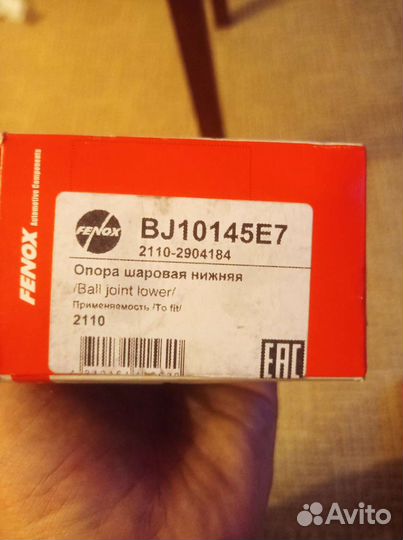 FENOX
Automotive Components
FENOX
BJ10145E7
2110-2904184
Опора шаровая нижняя
/Ball joint lower/
Применяемость /To fit/
2110
EAC
Avito